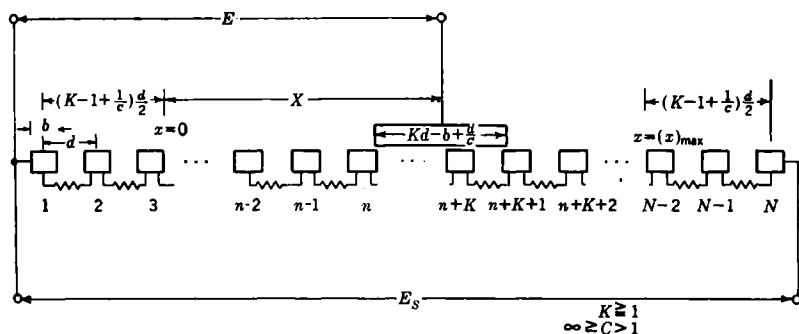 E
(K-1+1/c)d/2
X
(K-1+1/c)d/2
b
d
x=0
Kd-b+d/c
x=(x)max
... ... ...
1 2 3 n-2 n-1 n n+K n+K+1 n+K+2 N-2 N-1 N
E_S
K≧1
∞≧C>1